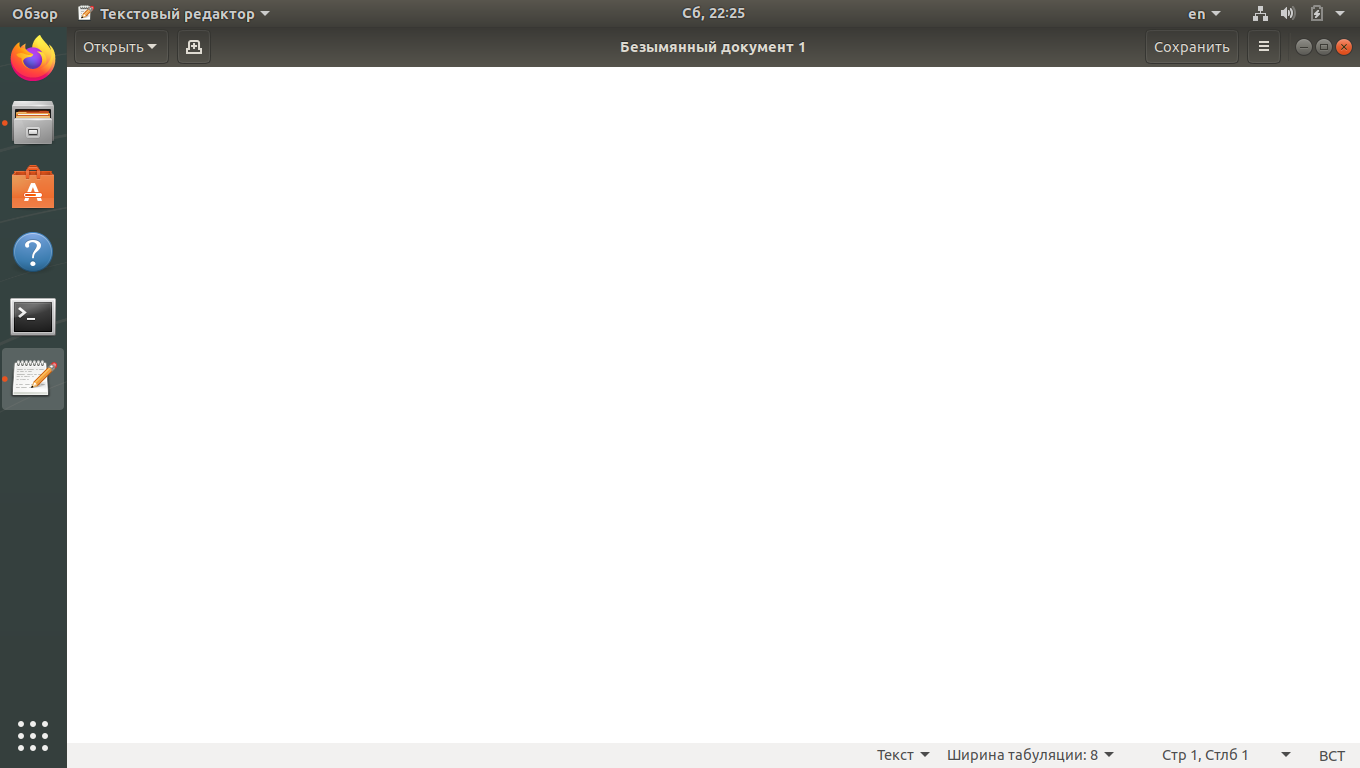 Обзор Текстовый редактор Сб, 22:25 en
Открыть Безымянный документ 1 Сохранить
Текст Ширина табуляции: 8 Стр 1, Стлб 1 ВСТ